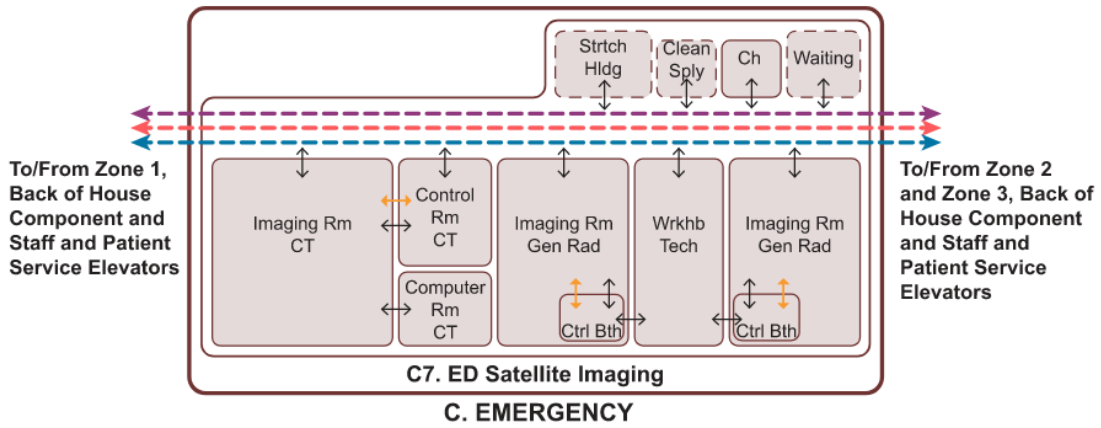 Strtch
Hldg
Clean
Sply
Ch
Waiting
To/From Zone 1,
Back of House
Component and
Staff and Patient
Service Elevators
Imaging Rm
CT
Control
Rm
CT
Computer
Rm
CT
Imaging Rm
Gen Rad
Ctrl Bth
Wrkhb
Tech
Imaging Rm
Gen Rad
Ctrl Bth
To/From Zone 2
and Zone 3, Back of
House Component
and Staff and
Patient Service
Elevators
C7. ED Satellite Imaging
C. EMERGENCY